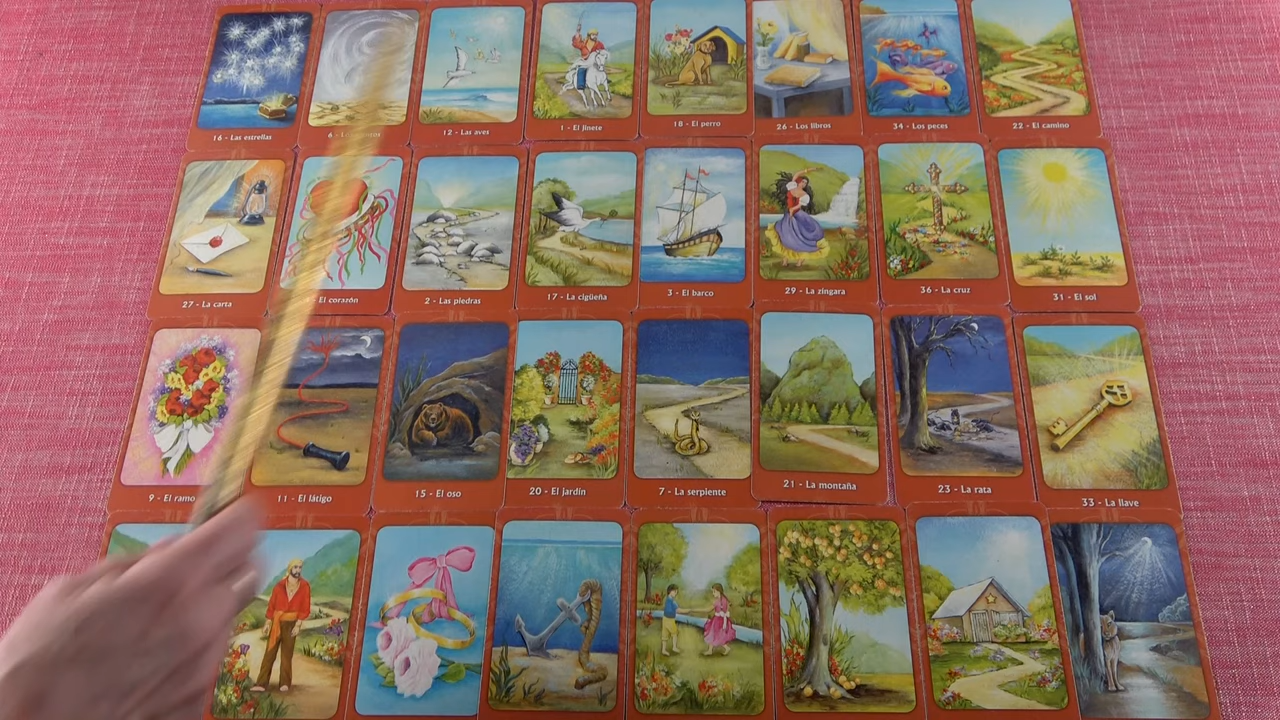 16 - Las estrellas
6 -
12 - Las aves
1 - El Jinete
18 - El perro
26 - Los libros
34 - Los peces
22 - El camino
27 - La carta
El corazón
2 - Las piedras
17 - La cigüeña
3 - El barco
29 - La zingara
36 - La cruz
31 - El sol
9 - El ramo
11 - El látigo
15 - El oso
20 - El jardín
7 - La serpiente
21 - La montaña
23 - La rata
33 - La llave